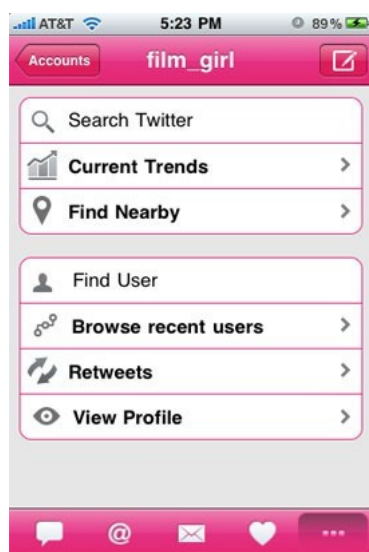 AT&T 5:23 PM 89%
Accounts film_girl
Search Twitter
Current Trends
Find Nearby
Find User
Browse recent users
Retweets
View Profile
@